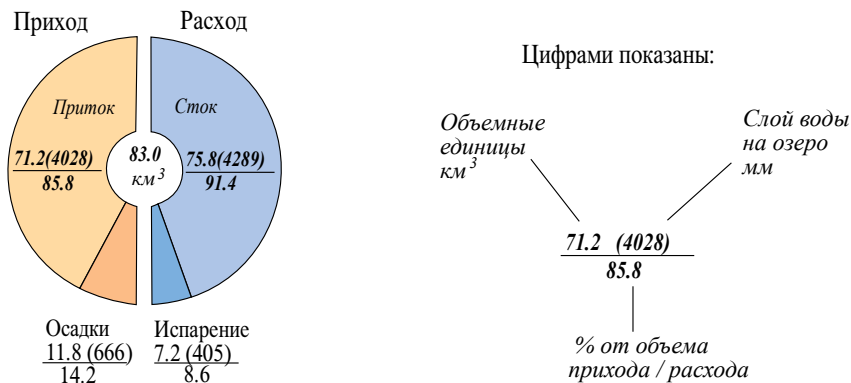 Приход Расход
Приток Сток
71.2(4028) 83.0 75.8(4289)
85.8 км³ 91.4
Осадки Испарение
11.8 (666) 7.2 (405)
14.2 8.6
Цифрами показаны:
Объемные
единицы
км³
Слой воды
на озеро
мм
71.2 (4028)
85.8
% от объема
прихода / расхода